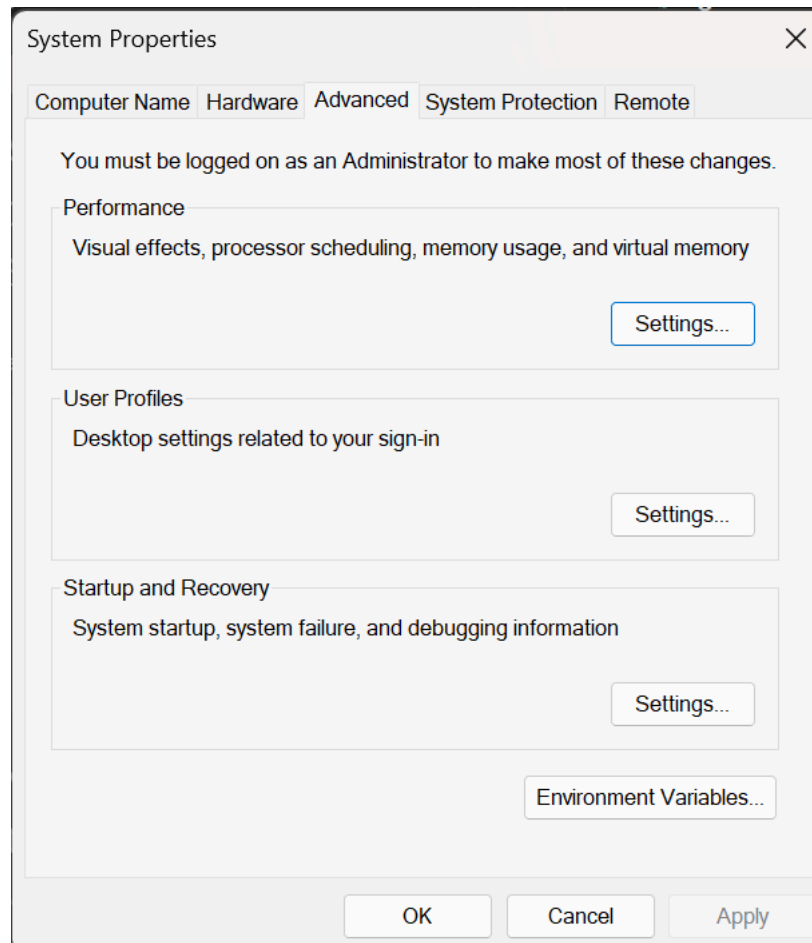 System Properties
Computer Name Hardware Advanced System Protection Remote
You must be logged on as an Administrator to make most of these changes.
Performance
Visual effects, processor scheduling, memory usage, and virtual memory
Settings...
User Profiles
Desktop settings related to your sign-in
Settings...
Startup and Recovery
System startup, system failure, and debugging information
Settings...
Environment Variables...
OK Cancel Apply